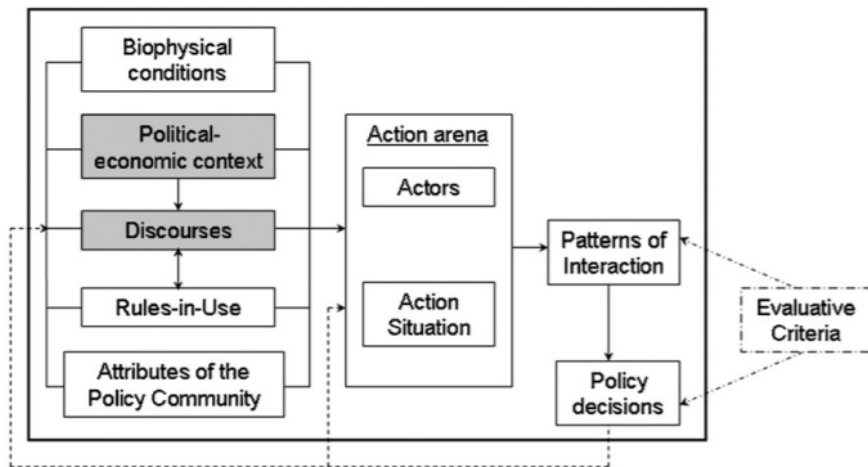 Biophysical
conditions
Political-
economic context
Discourses
Rules-in-Use
Attributes of the
Policy Community
Action arena
Actors
Action
Situation
Patterns of
Interaction
Policy
decisions
Evaluative
Criteria